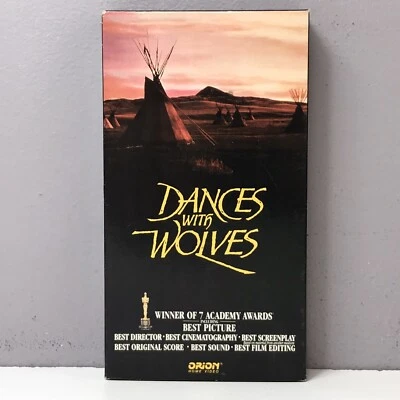 DANCES
WITH
WOLVES
WINNER OF 7 ACADEMY AWARDS
INCLUDING
BEST PICTURE
BEST DIRECTOR • BEST CINEMATOGRAPHY • BEST SCREENPLAY
BEST ORIGINAL SCORE • BEST SOUND • BEST FILM EDITING
ORION
HOME VIDEO